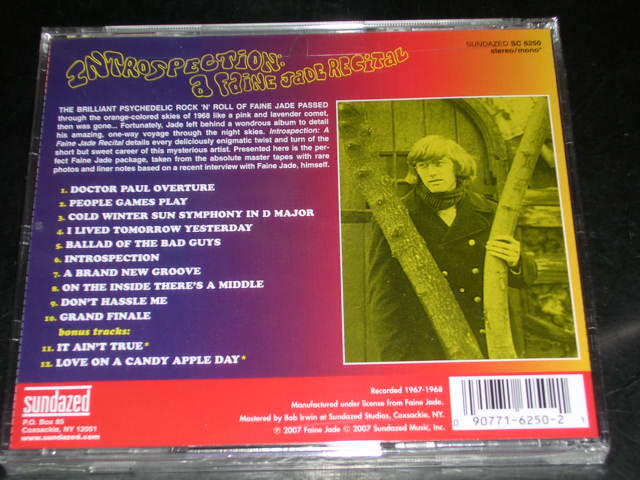 INTROSPECTION:
a FAINE JADE RECITAL
SUNDAZED SC 6250
stereo/mono*
THE BRILLIANT PSYCHEDELIC ROCK 'N' ROLL OF FAINE JADE PASSED
through the orange-colored skies of 1968 like a pink and lavender comet,
then was gone... Fortunately, Jade left behind a wondrous album to detail
his amazing, one-way voyage through the night skies. Introspection: A
Faine Jade Recital details every deliciously enigmatic twist and turn of the
short but sweet career of this mysterious artist. Presented here is the per-
fect Faine Jade package, taken from the absolute master tapes with rare
photos and liner notes based on a recent interview with Faine Jade, himself.
1. DOCTOR PAUL OVERTURE
2. PEOPLE GAMES PLAY
3. COLD WINTER SUN SYMPHONY IN D MAJOR
4. I LIVED TOMORROW YESTERDAY
5. BALLAD OF THE BAD GUYS
6. INTROSPECTION
7. A BRAND NEW GROOVE
8. ON THE INSIDE THERE'S A MIDDLE
9. DON'T HASSLE ME
10. GRAND FINALE
bonus tracks:
11. IT AIN'T TRUE*
12. LOVE ON A CANDY APPLE DAY*
sundazed
P.O. Box 85
Coxsackie, NY 12051
www.sundazed.com
Recorded 1967-1968
Manufactured under license from Faine Jade.
Mastered by Bob Irwin at Sundazed Studios, Coxsackie, NY.
℗ 2007 Faine Jade © 2007 Sundazed Music, Inc.
0 90771-6250-2 1